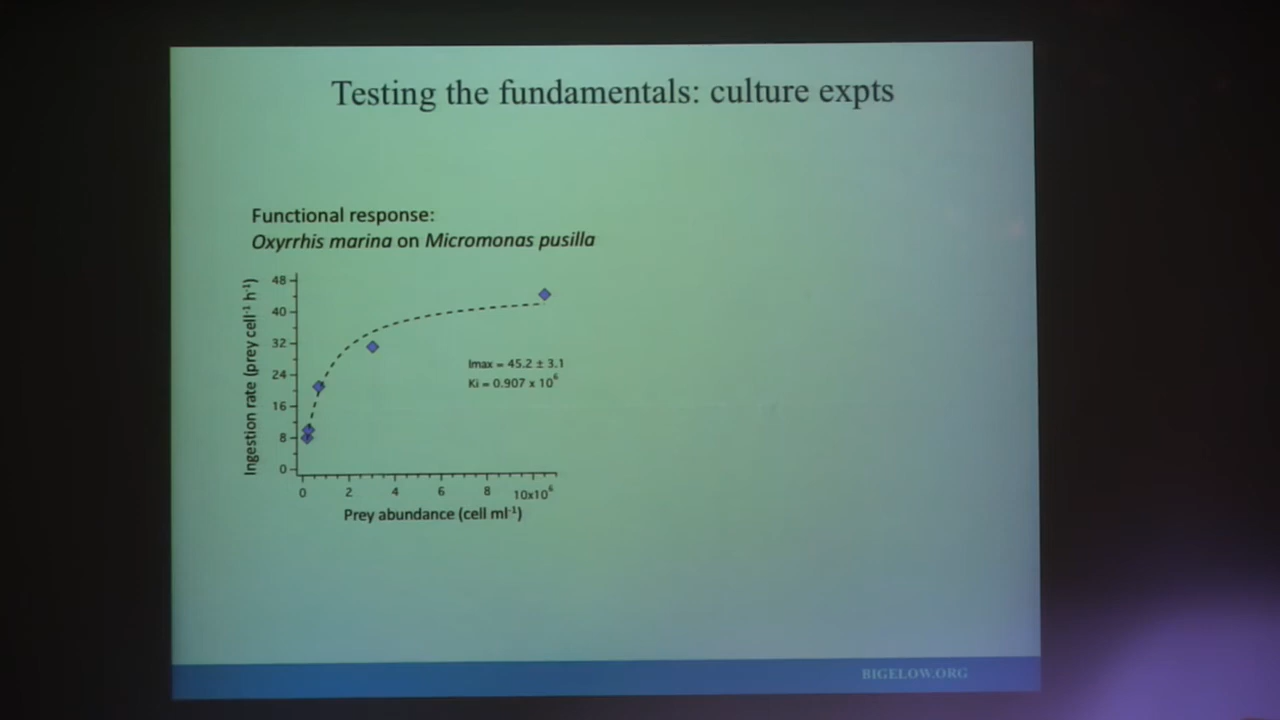 Testing the fundamentals: culture expts
Functional response:
Oxyrrhis marina on Micromonas pusilla
Ingestion rate (prey cell⁻¹ h⁻¹)
48
40
32
24
16
8
0
Imax = 45.2 ± 3.1
Ki = 0.907 x 10⁶
0 2 4 6 8 10x10⁶
Prey abundance (cell ml⁻¹)
BIGELOW.ORG